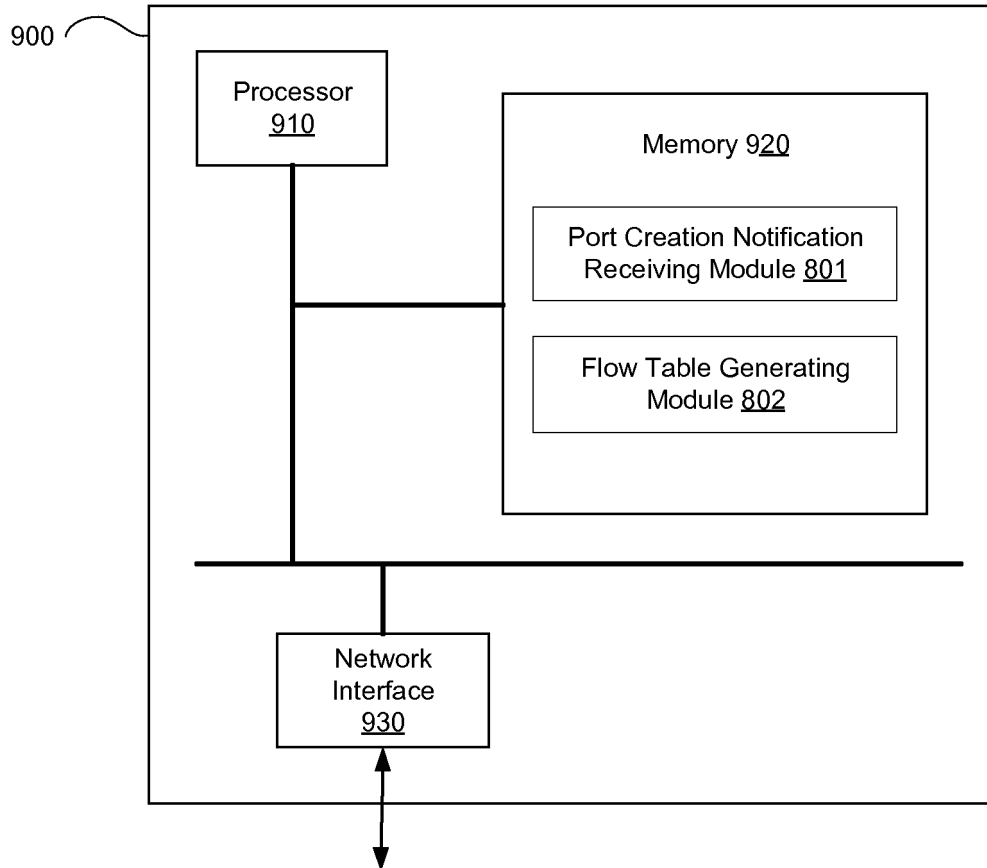 900
Processor
910
Memory 920
Port Creation Notification
Receiving Module 801
Flow Table Generating
Module 802
Network
Interface
930